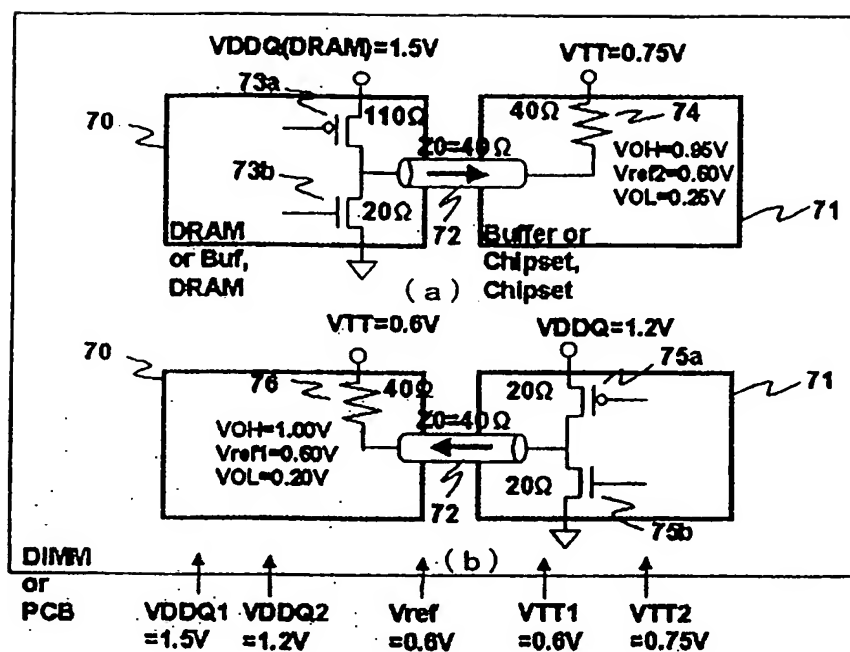 VDDQ(DRAM)=1.5V
VTT=0.75V
73a
70
110Ω
40Ω
74
Z0=40Ω
VOH=0.95V
Vref2=0.60V
VOL=0.25V
73b
20Ω
71
DRAM
or Buf,
DRAM
72
Buffer or
Chipset,
Chipset
(a)
VTT=0.6V
VDDQ=1.2V
70
75a
76
40Ω
20Ω
71
Z0=40Ω
VOH=1.00V
Vref1=0.60V
VOL=0.20V
72
20Ω
75b
(b)
DIMM
or
PCB
VDDQ1
=1.5V
VDDQ2
=1.2V
Vref
=0.6V
VTT1
=0.6V
VTT2
=0.75V